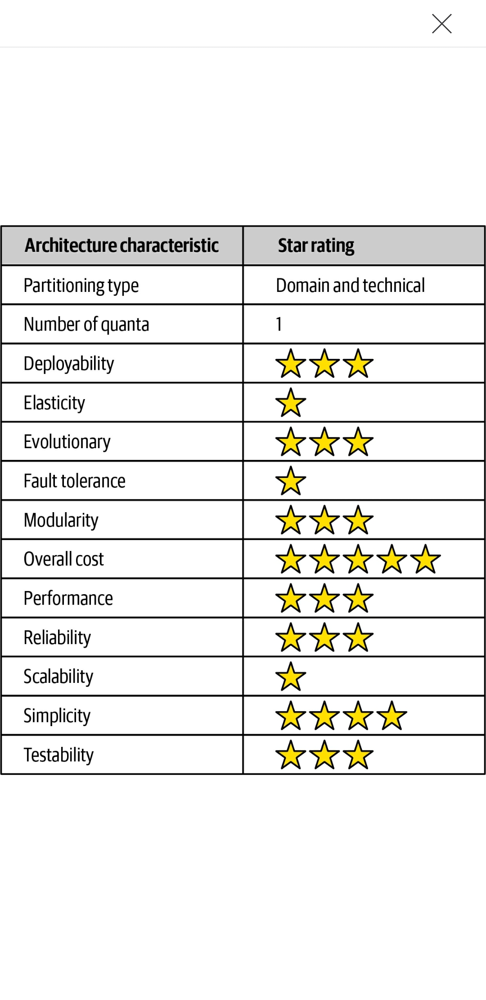 Architecture characteristic Star rating
Partitioning type Domain and technical
Number of quanta 1
Deployability
Elasticity
Evolutionary
Fault tolerance
Modularity
Overall cost
Performance
Reliability
Scalability
Simplicity
Testability